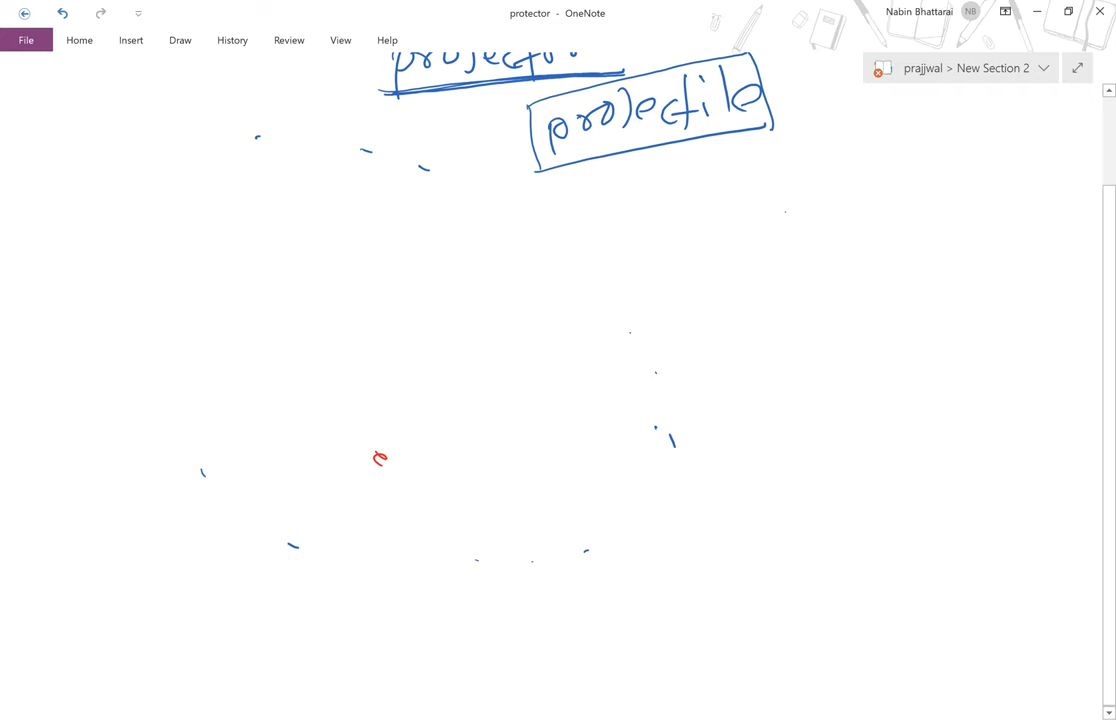 protector - OneNote
Nabin Bhattarai NB
File Home Insert Draw History Review View Help
prajjwal > New Section 2
projectile
e